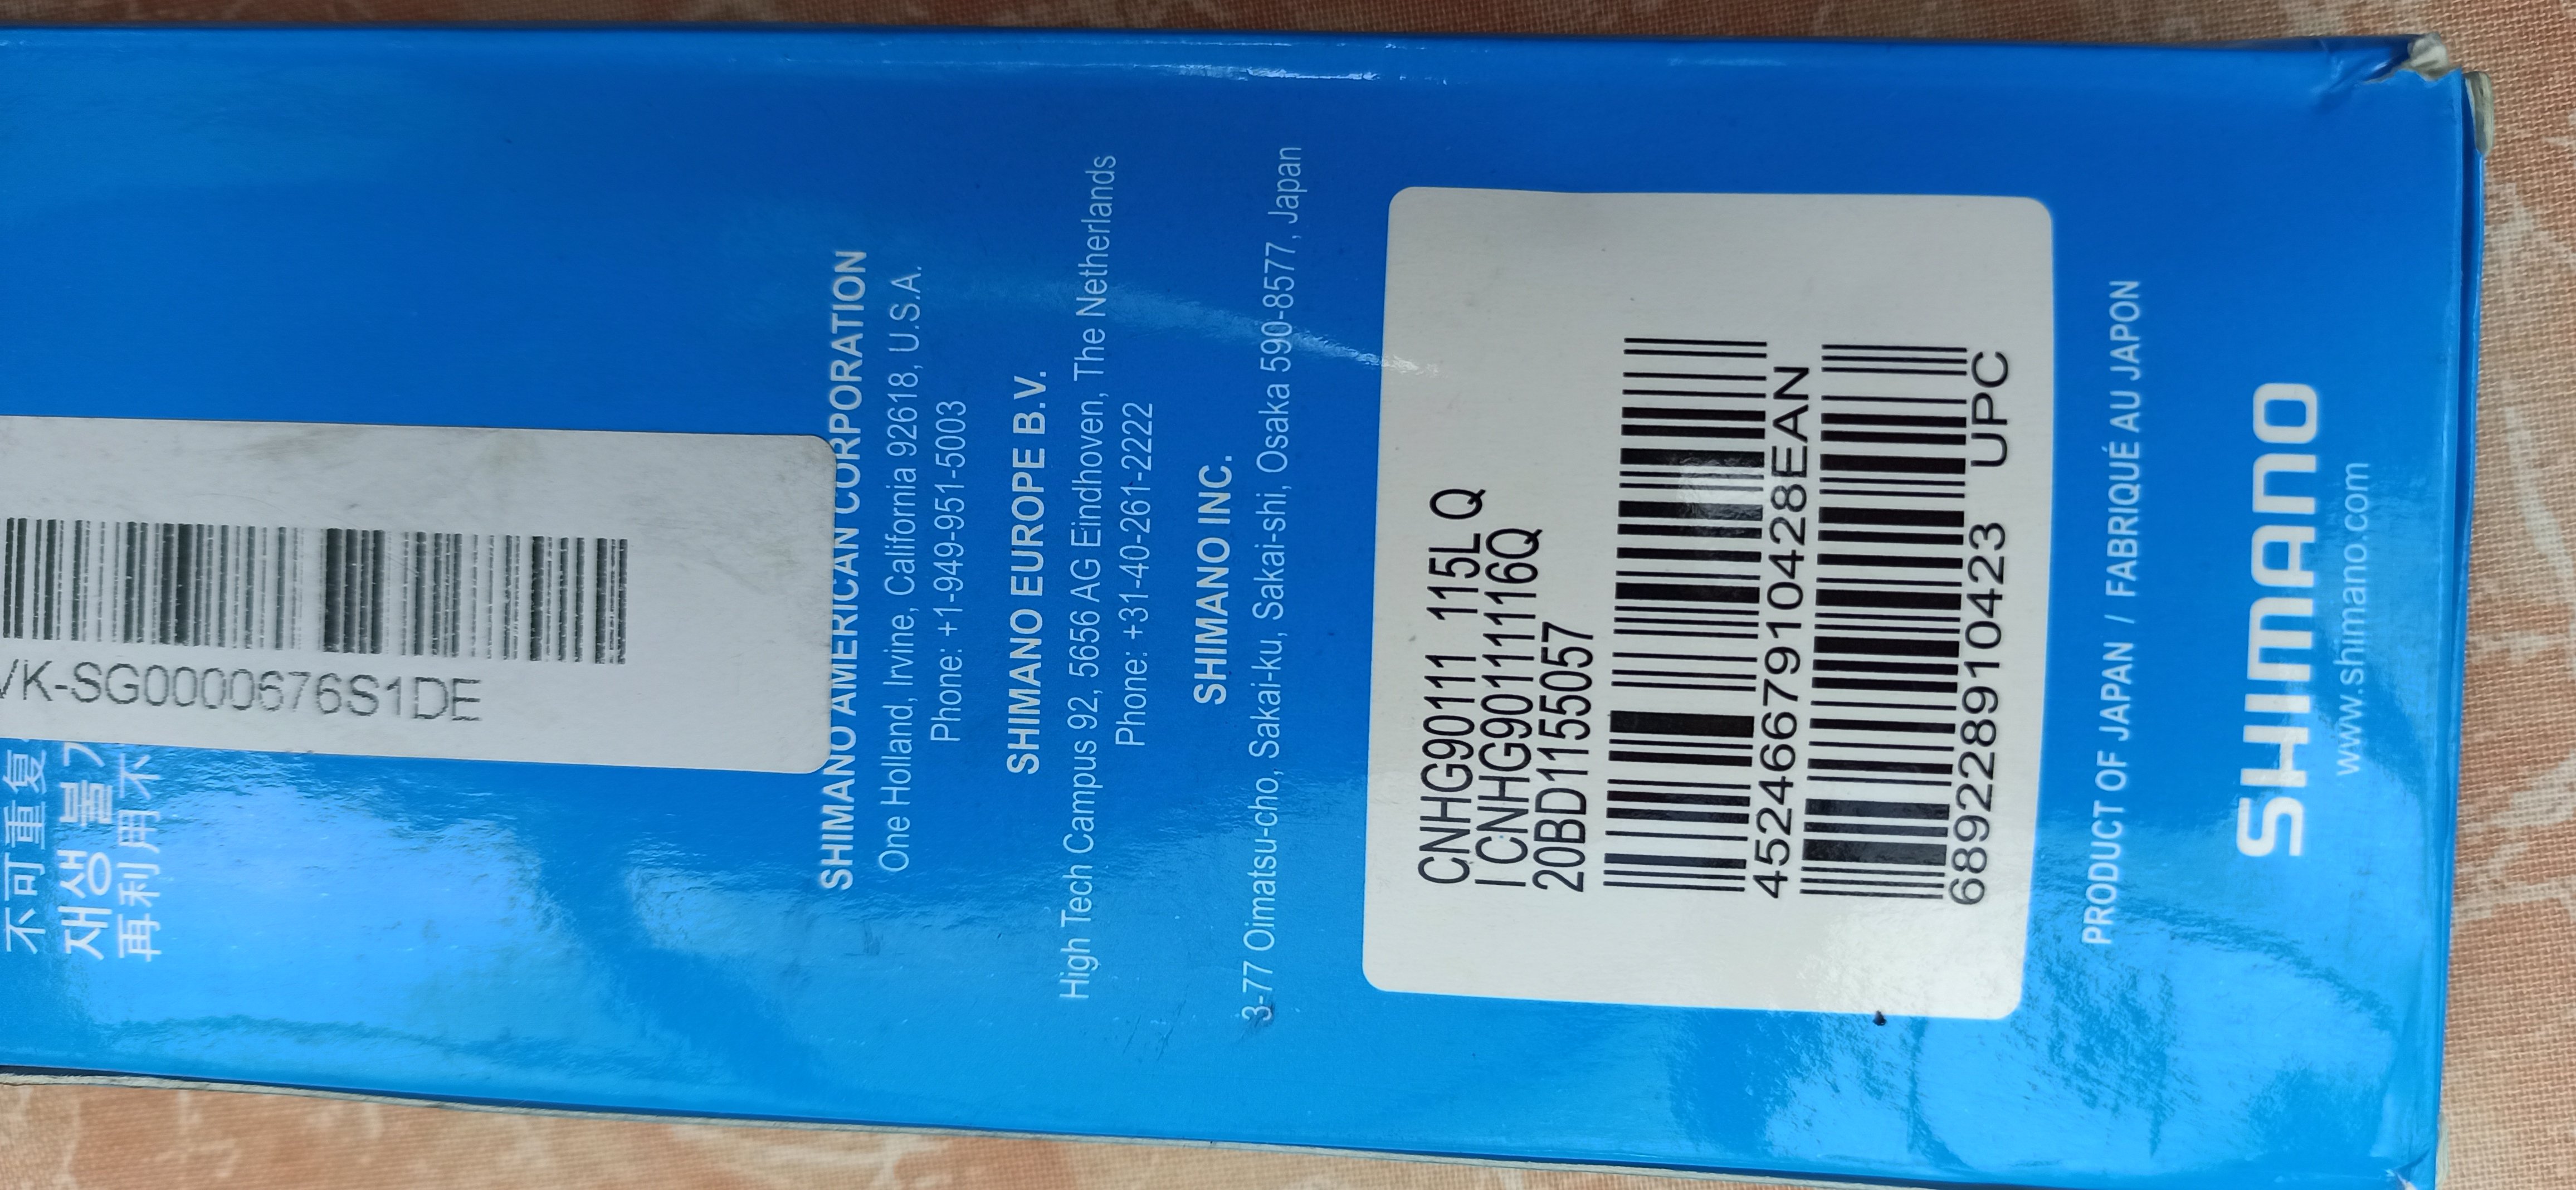 VK-SG0000676S1DE
不可重复
재생 불가
再利用不
SHIMANO AMERICAN CORPORATION
One Holland, Irvine, California 92618, U.S.A.
Phone: +1-949-951-5003
SHIMANO EUROPE B.V.
High Tech Campus 92, 5656 AG Eindhoven, The Netherlands
Phone: +31-40-261-2222
SHIMANO INC.
3-77 Oimatsu-cho, Sakai-ku, Sakai-shi, Osaka 590-8577, Japan
CNHG90111 115L Q
I CNHG90111116Q
20BD1155057
4524667910428EAN
689228910423 UPC
PRODUCT OF JAPAN / FABRIQUÉ AU JAPON
SHIMANO
www.shimano.com